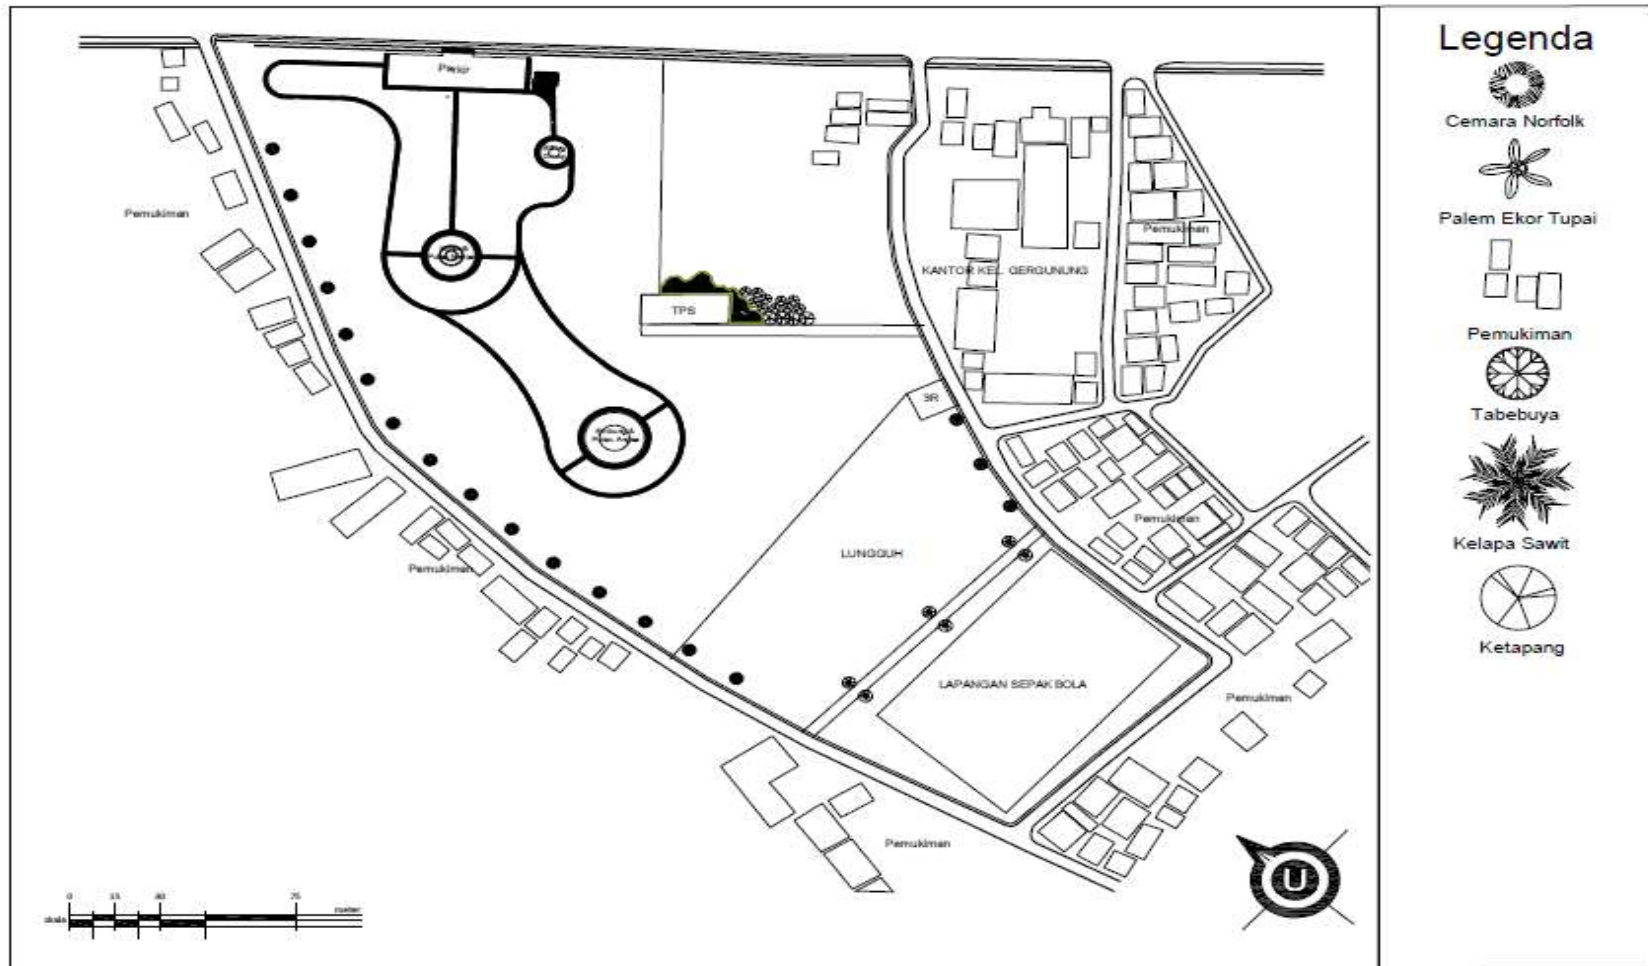 Legenda
Cemara Norfolk
Palem Ekor Tupai
Pemukiman
Tabebuya
Kelapa Sawit
Ketapang
Pemukiman
Pemukiman
KANTOR KEL. GERGUNUNG
TPS
3R
Pemukiman
LUNGGUH
Pemukiman
LAPANGAN SEPAK BOLA
Pemukiman
Pemukiman
U
0 15 30 75
skala
meter